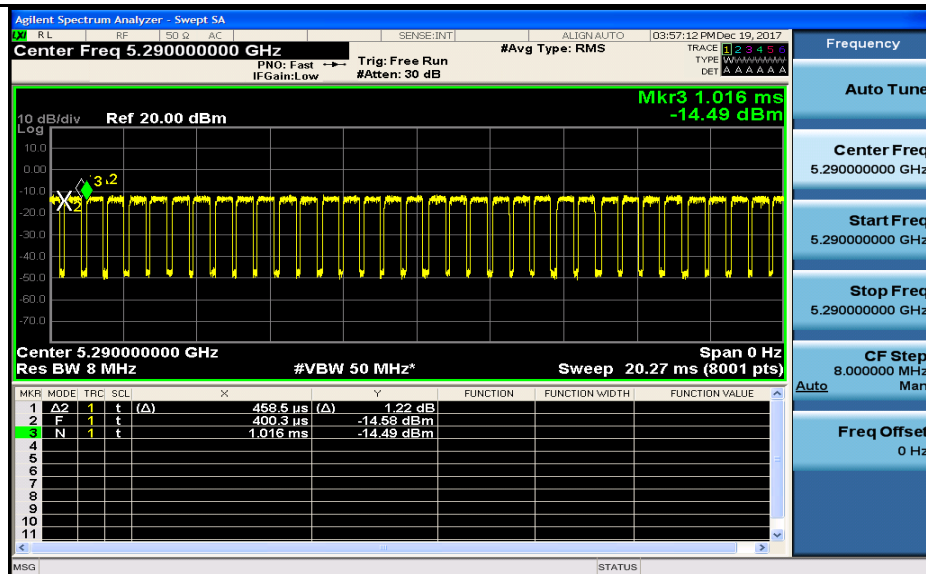 Agilent Spectrum Analyzer - Swept SA
LXI RL RF 50 Ω AC SENSE:INT ALIGN AUTO 03:57:12 PM Dec 19, 2017
Center Freq 5.290000000 GHz #Avg Type: RMS TRACE 1 2 3 4 5 6
PNO: Fast Trig: Free Run TYPE WWWWWWW
IFGain:Low #Atten: 30 dB DET A A A A A A
Mkr3 1.016 ms
10 dB/div Ref 20.00 dBm -14.49 dBm
Log
10.0
0.00
3
-10.0
-20.0
-30.0
-40.0
-50.0
-60.0
-70.0
Center 5.290000000 GHz Span 0 Hz
Res BW 8 MHz #VBW 50 MHz* Sweep 20.27 ms (8001 pts)
MKR MODE TRC SCL X Y FUNCTION FUNCTION WIDTH FUNCTION VALUE
1 Δ2 1 t (Δ) 458.5 µs (Δ) 1.22 dB
2 F 1 t 400.3 µs -14.58 dBm
3 N 1 t 1.016 ms -14.49 dBm
4
5
6
7
8
9
10
11
MSG STATUS
Frequency
Auto Tune
Center Freq
5.290000000 GHz
Start Freq
5.290000000 GHz
Stop Freq
5.290000000 GHz
CF Step
8.000000 MHz
Auto Man
Freq Offset
0 Hz